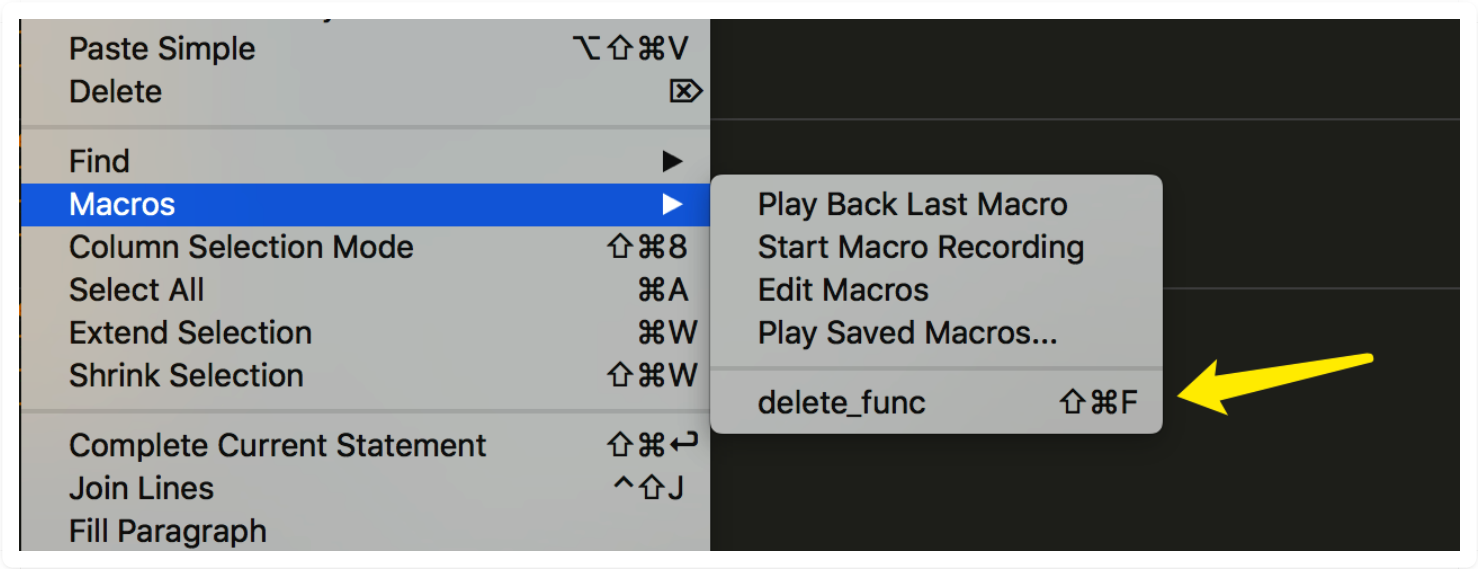 Paste Simple ⌥⇧⌘V
Delete ⌦
Find ▶
Macros ▶
Column Selection Mode ⇧⌘8
Select All ⌘A
Extend Selection ⌘W
Shrink Selection ⇧⌘W
Complete Current Statement ⇧⌘↩
Join Lines ^⇧J
Fill Paragraph
Play Back Last Macro
Start Macro Recording
Edit Macros
Play Saved Macros...
delete_func ⇧⌘F